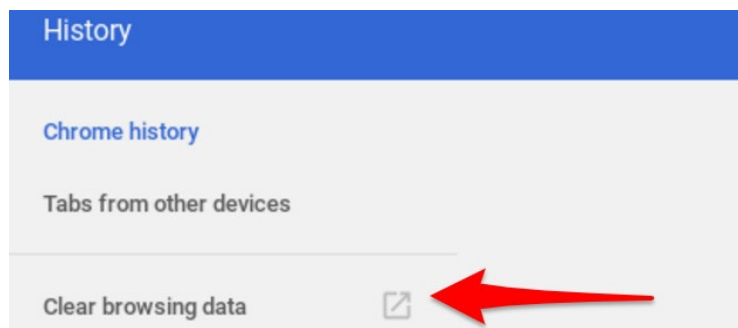 History
Chrome history
Tabs from other devices
Clear browsing data